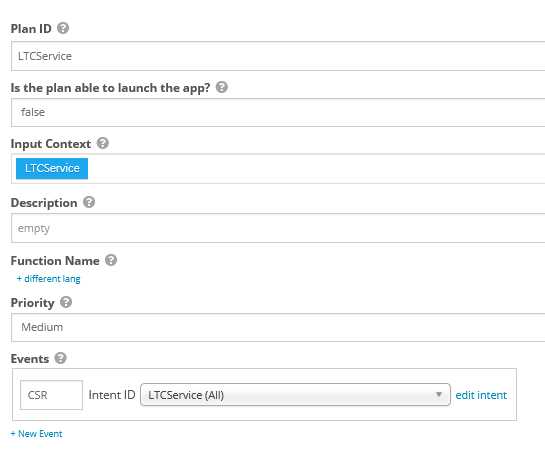 Plan ID ?
LTCService
Is the plan able to launch the app? ?
false
Input Context ?
LTCService
Description ?
empty
Function Name ?
+ different lang
Priority ?
Medium
Events ?
CSR Intent ID LTCService (All) edit intent
+ New Event